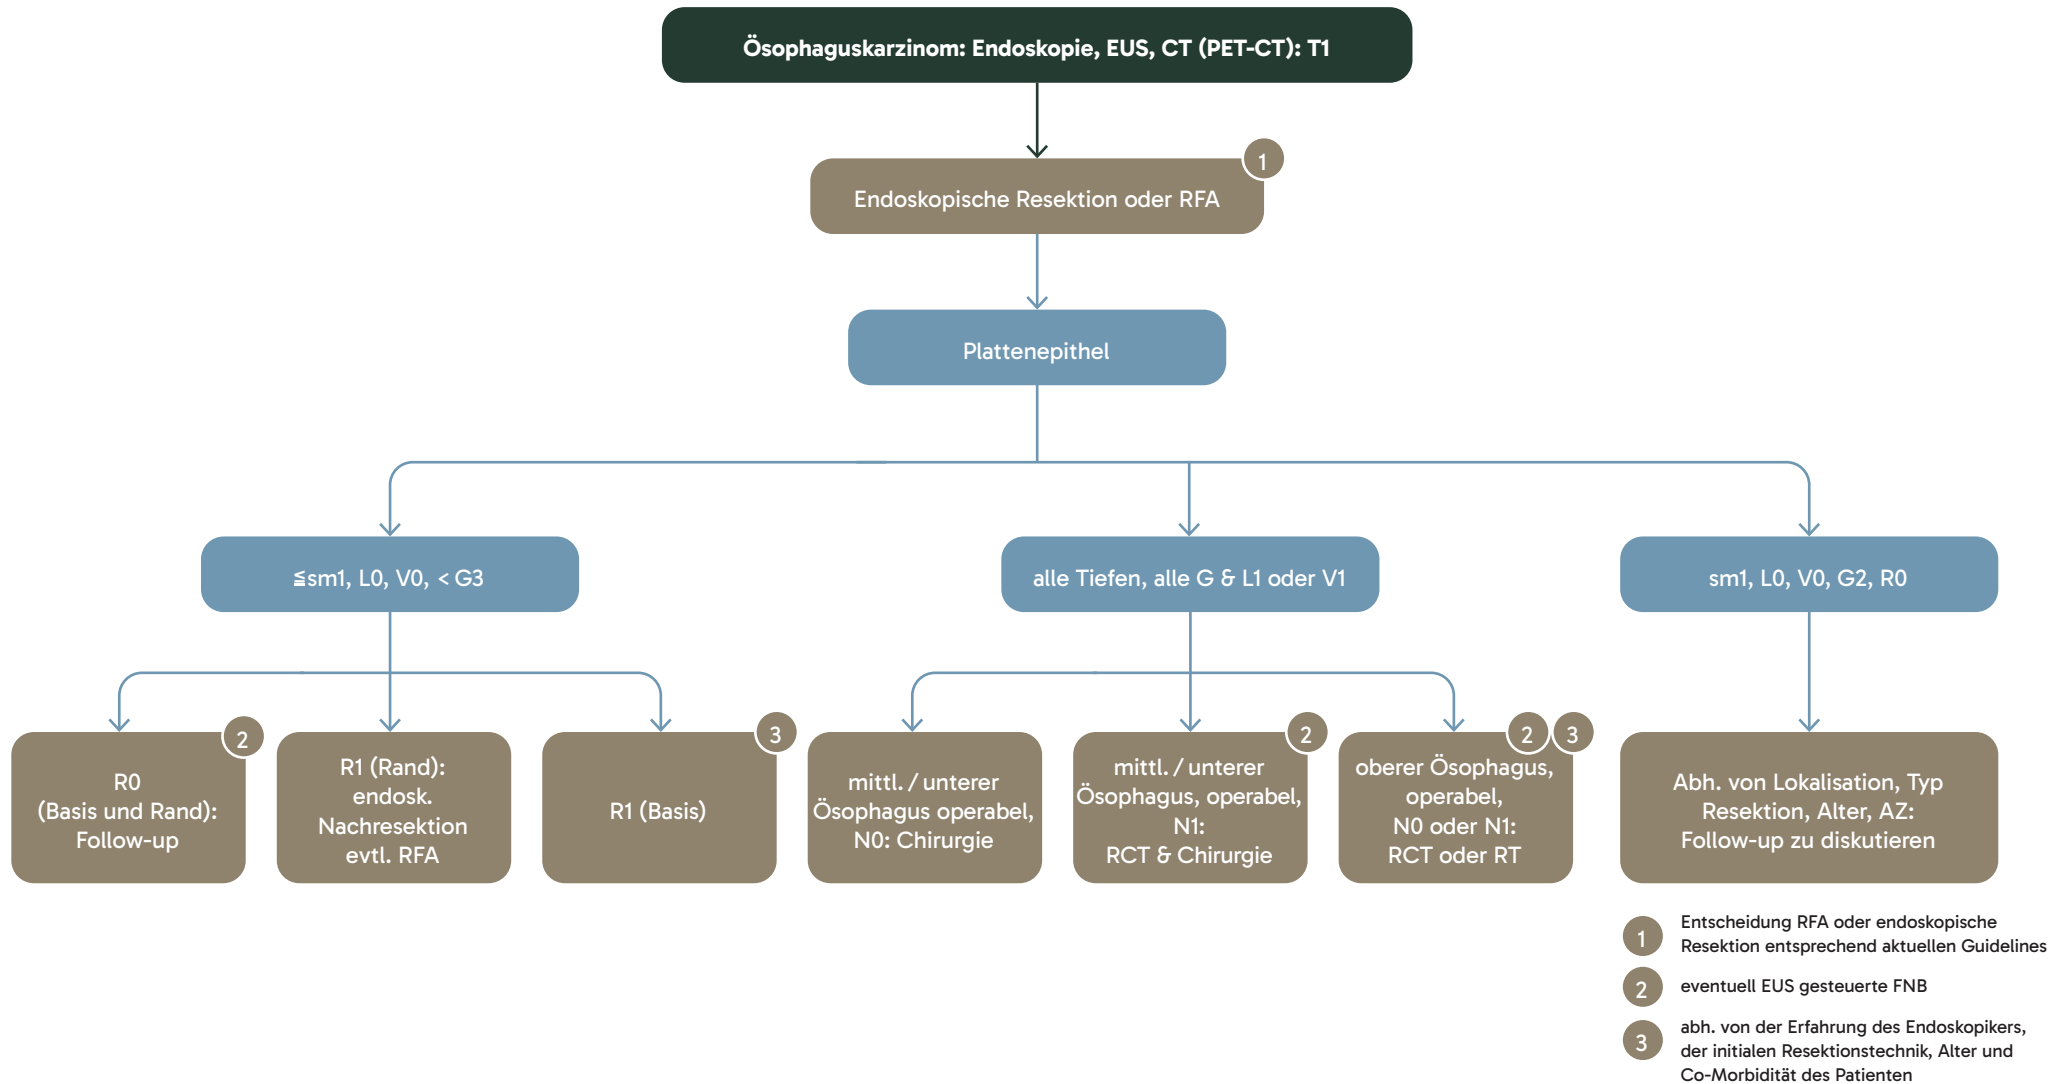 Ösophaguskarzinom: Endoskopie, EUS, CT (PET-CT): T1
1
Endoskopische Resektion oder RFA
Plattenepithel
≦sm1, L0, V0, < G3
alle Tiefen, alle G & L1 oder V1
sm1, L0, V0, G2, R0
2
R0
(Basis und Rand):
Follow-up
R1 (Rand):
endosk.
Nachresektion
evtl. RFA
3
R1 (Basis)
mittl. / unterer
Ösophagus operabel,
N0: Chirurgie
2
mittl. / unterer
Ösophagus, operabel,
N1:
RCT & Chirurgie
2
3
oberer Ösophagus,
operabel,
N0 oder N1:
RCT oder RT
Abh. von Lokalisation, Typ
Resektion, Alter, AZ:
Follow-up zu diskutieren
1
Entscheidung RFA oder endoskopische
Resektion entsprechend aktuellen Guidelines
2
eventuell EUS gesteuerte FNB
3
abh. von der Erfahrung des Endoskopikers,
der initialen Resektionstechnik, Alter und
Co-Morbidität des Patienten